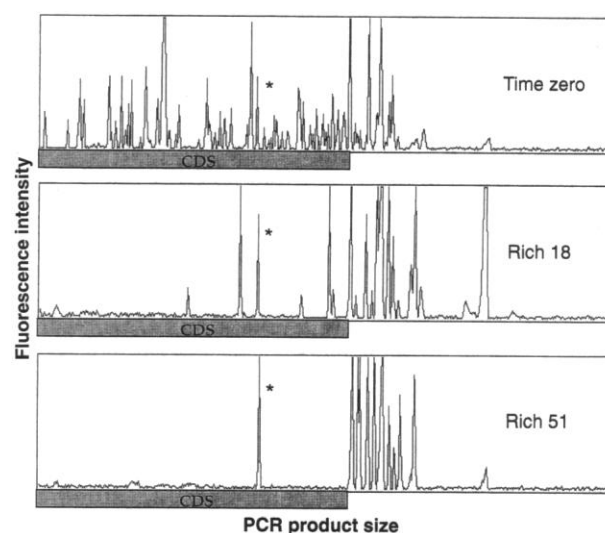 Time zero
*
CDS
Rich 18
*
CDS
Rich 51
*
CDS
Fluorescence intensity
PCR product size